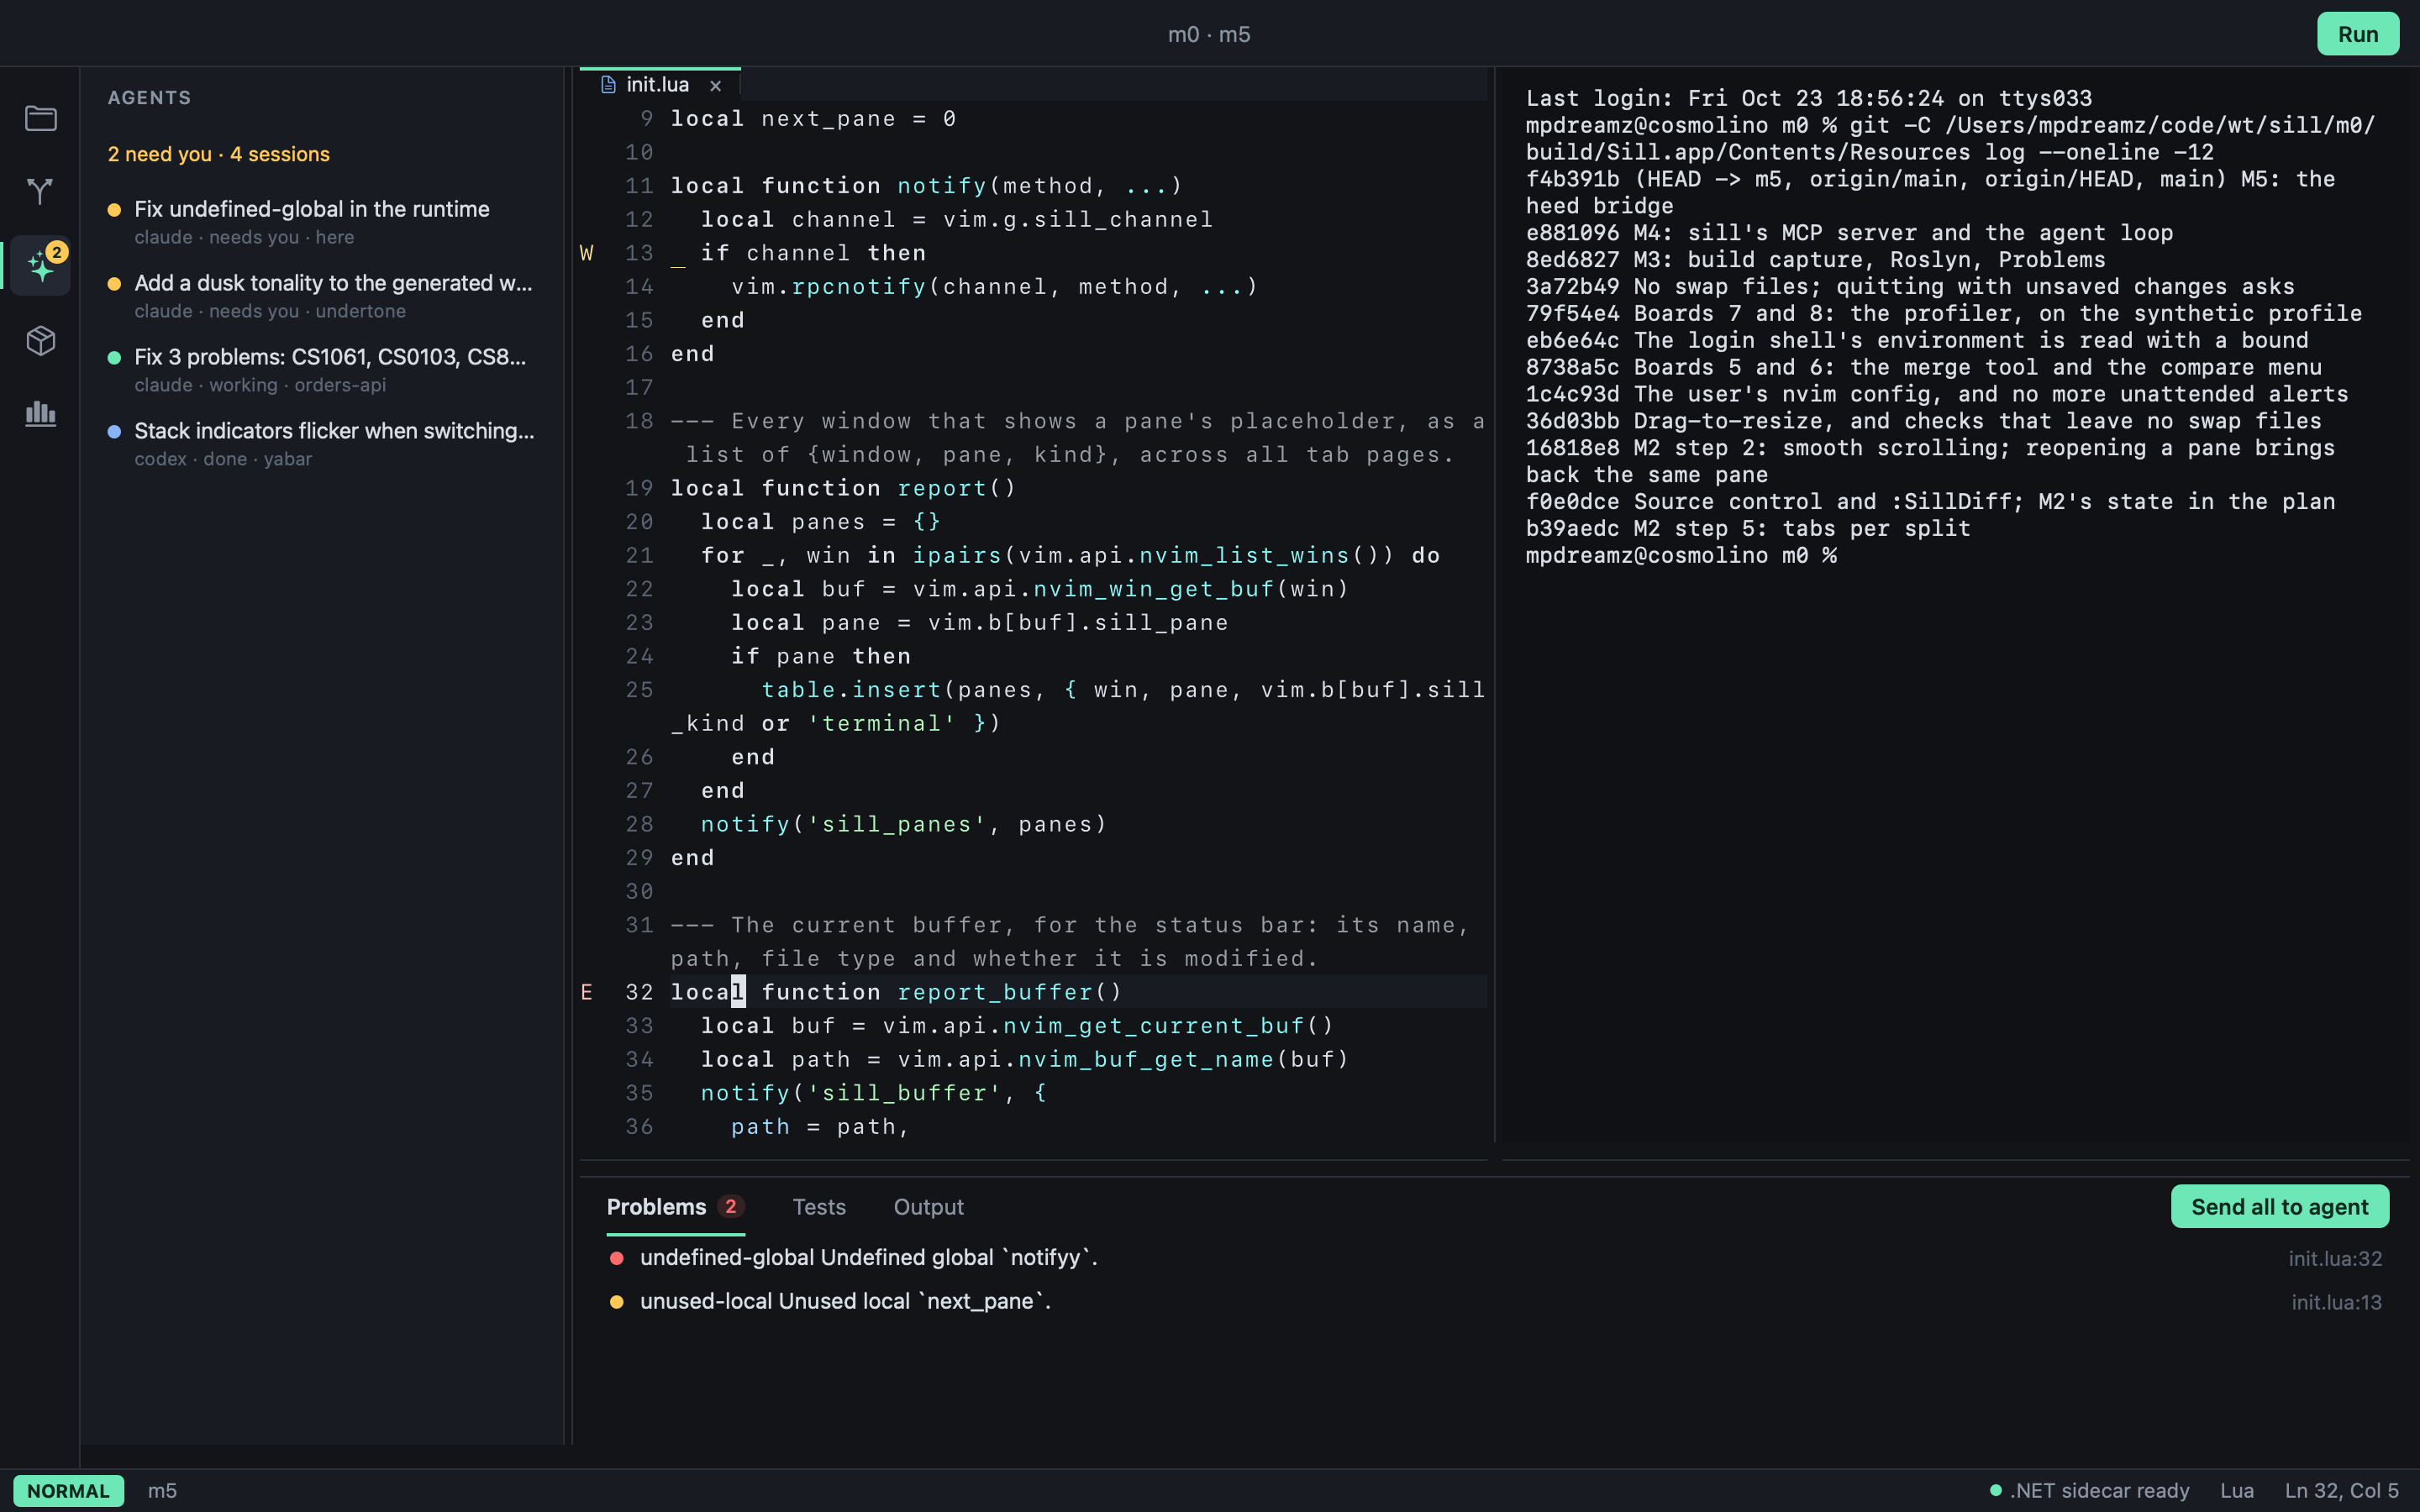 m0 · m5
Run
AGENTS
2 need you · 4 sessions
Fix undefined-global in the runtime
claude · needs you · here
Add a dusk tonality to the generated w...
claude · needs you · undertone
Fix 3 problems: CS1061, CS0103, CS8...
claude · working · orders-api
Stack indicators flicker when switching...
codex · done · yabar
2
init.lua ×
9 local next_pane = 0
10
11 local function notify(method, ...)
12   local channel = vim.g.sill_channel
W 13 _ if channel then
14     vim.rpcnotify(channel, method, ...)
15   end
16 end
17
18 --- Every window that shows a pane's placeholder, as a
 list of {window, pane, kind}, across all tab pages.
19 local function report()
20   local panes = {}
21   for _, win in ipairs(vim.api.nvim_list_wins()) do
22     local buf = vim.api.nvim_win_get_buf(win)
23     local pane = vim.b[buf].sill_pane
24     if pane then
25       table.insert(panes, { win, pane, vim.b[buf].sill
_kind or 'terminal' })
26     end
27   end
28   notify('sill_panes', panes)
29 end
30
31 --- The current buffer, for the status bar: its name,
path, file type and whether it is modified.
E 32 local function report_buffer()
33   local buf = vim.api.nvim_get_current_buf()
34   local path = vim.api.nvim_buf_get_name(buf)
35   notify('sill_buffer', {
36     path = path,
Last login: Fri Oct 23 18:56:24 on ttys033
mpdreamz@cosmolino m0 % git -C /Users/mpdreamz/code/wt/sill/m0/
build/Sill.app/Contents/Resources log --oneline -12
f4b391b (HEAD -> m5, origin/main, origin/HEAD, main) M5: the
heed bridge
e881096 M4: sill's MCP server and the agent loop
8ed6827 M3: build capture, Roslyn, Problems
3a72b49 No swap files; quitting with unsaved changes asks
79f54e4 Boards 7 and 8: the profiler, on the synthetic profile
eb6e64c The login shell's environment is read with a bound
8738a5c Boards 5 and 6: the merge tool and the compare menu
1c4c93d The user's nvim config, and no more unattended alerts
36d03bb Drag-to-resize, and checks that leave no swap files
16818e8 M2 step 2: smooth scrolling; reopening a pane brings
back the same pane
f0e0dce Source control and :SillDiff; M2's state in the plan
b39aedc M2 step 5: tabs per split
mpdreamz@cosmolino m0 %
Problems 2 Tests Output
Send all to agent
undefined-global Undefined global `notifyy`.
init.lua:32
unused-local Unused local `next_pane`.
init.lua:13
NORMAL m5
.NET sidecar ready Lua Ln 32, Col 5